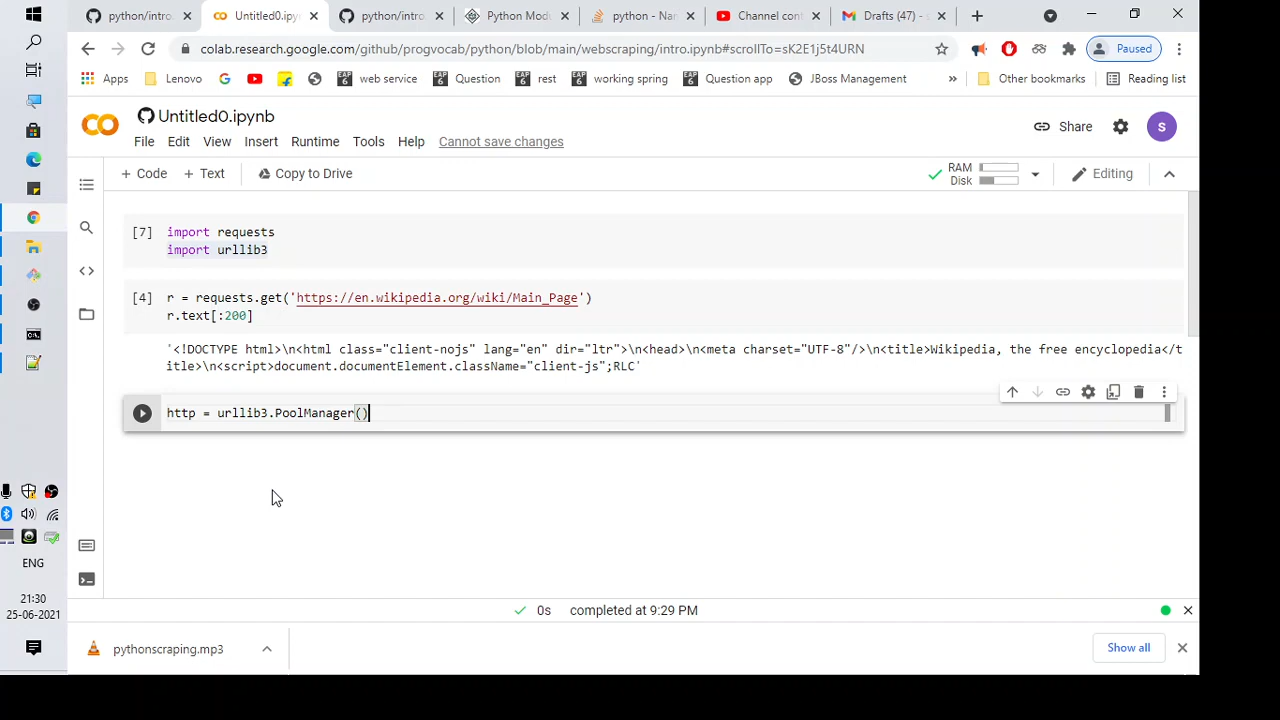 python/intro.
Untitled0.ipyn
python/intro
Python Modu
python - Nar
Channel cont
Drafts (47) - s
colab.research.google.com/github/progvocab/python/blob/main/webscraping/intro.ipynb#scrollTo=sK2E1j5t4URN
Paused
Apps
Lenovo
web service
Question
rest
working spring
Question app
JBoss Management
»
Other bookmarks
Reading list
Untitled0.ipynb
File Edit View Insert Runtime Tools Help Cannot save changes
Share
S
+ Code + Text
Copy to Drive
RAM
Disk
Editing
[7] import requests
import urllib3
[4] r = requests.get('https://en.wikipedia.org/wiki/Main_Page')
r.text[:200]
'<!DOCTYPE html>\n<html class="client-nojs" lang="en" dir="ltr">\n<head>\n<meta charset="UTF-8"/>\n<title>Wikipedia, the free encyclopedia</t
itle>\n<script>document.documentElement.className="client-js";RLC'
http = urllib3.PoolManager()
ENG
21:30
25-06-2021
0s completed at 9:29 PM
pythonscraping.mp3
Show all